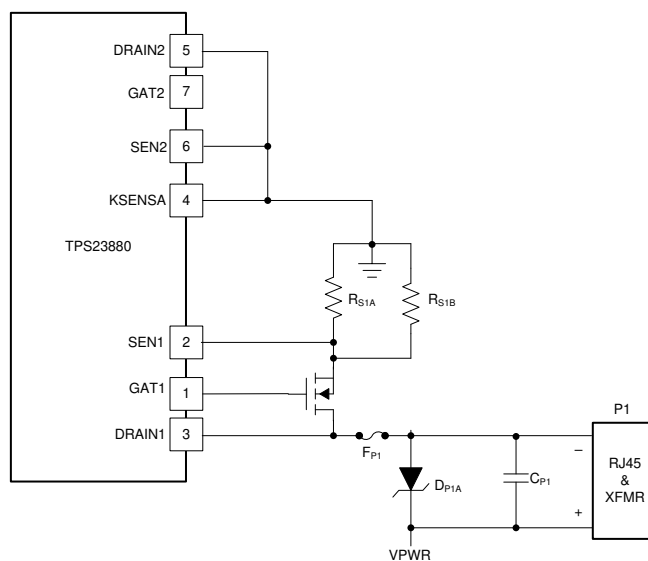 DRAIN2 5
GAT2 7
SEN2 6
KSENSA 4
TPS23880
RS1A RS1B
SEN1 2
GAT1 1
DRAIN1 3
FP1
P1
– 
RJ45
&
XFMR
DP1A
CP1
+
VPWR